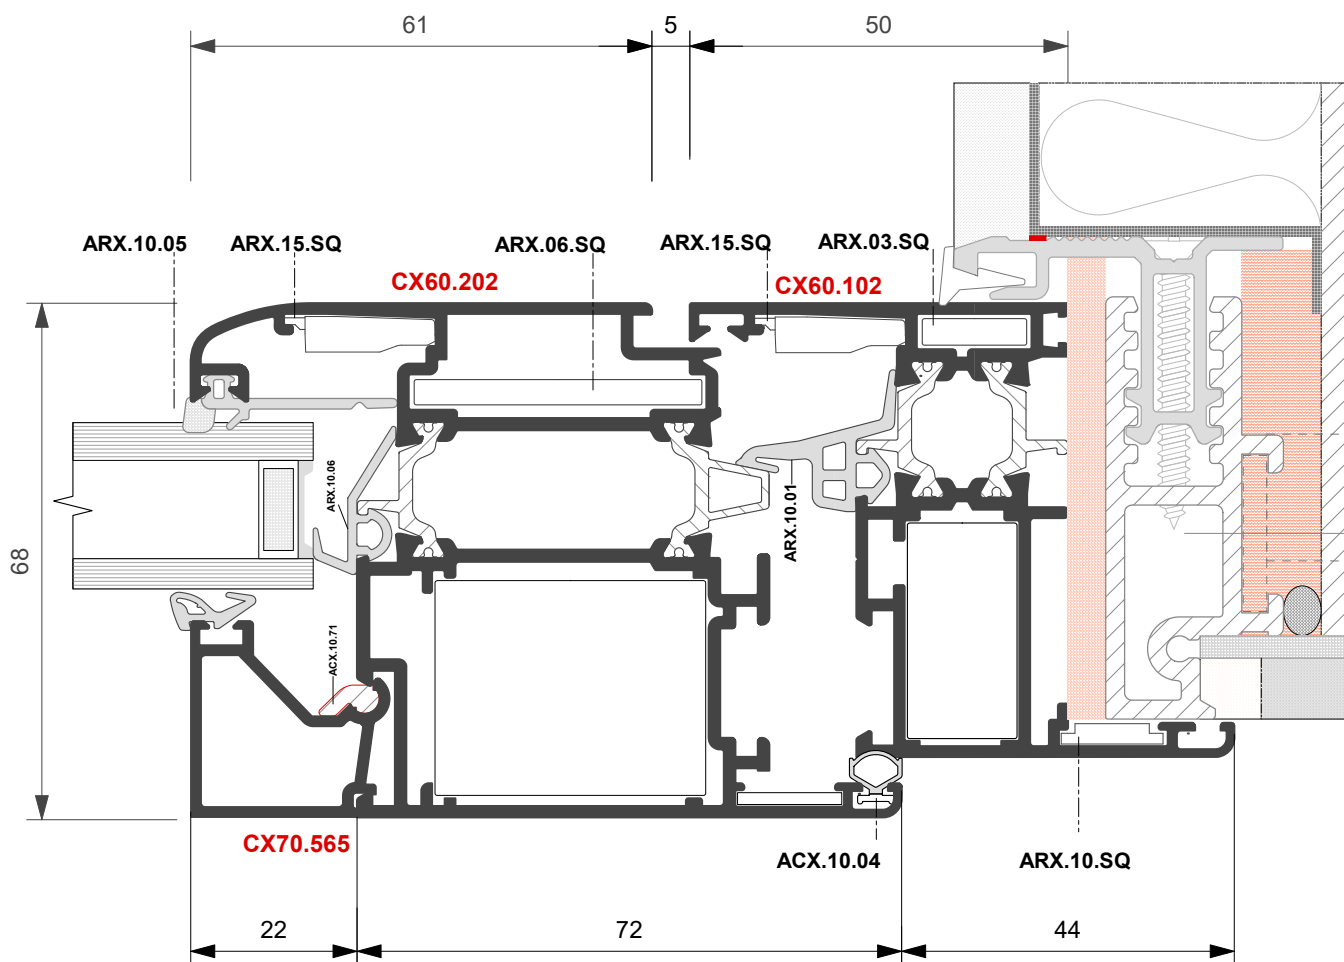 61 5 50
ARX.10.05 ARX.15.SQ ARX.06.SQ ARX.15.SQ ARX.03.SQ
CX60.202 CX60.102
ARX.10.06
ARX.10.01
68
ACX.10.71
CX70.565
ACX.10.04 ARX.10.SQ
22 72 44